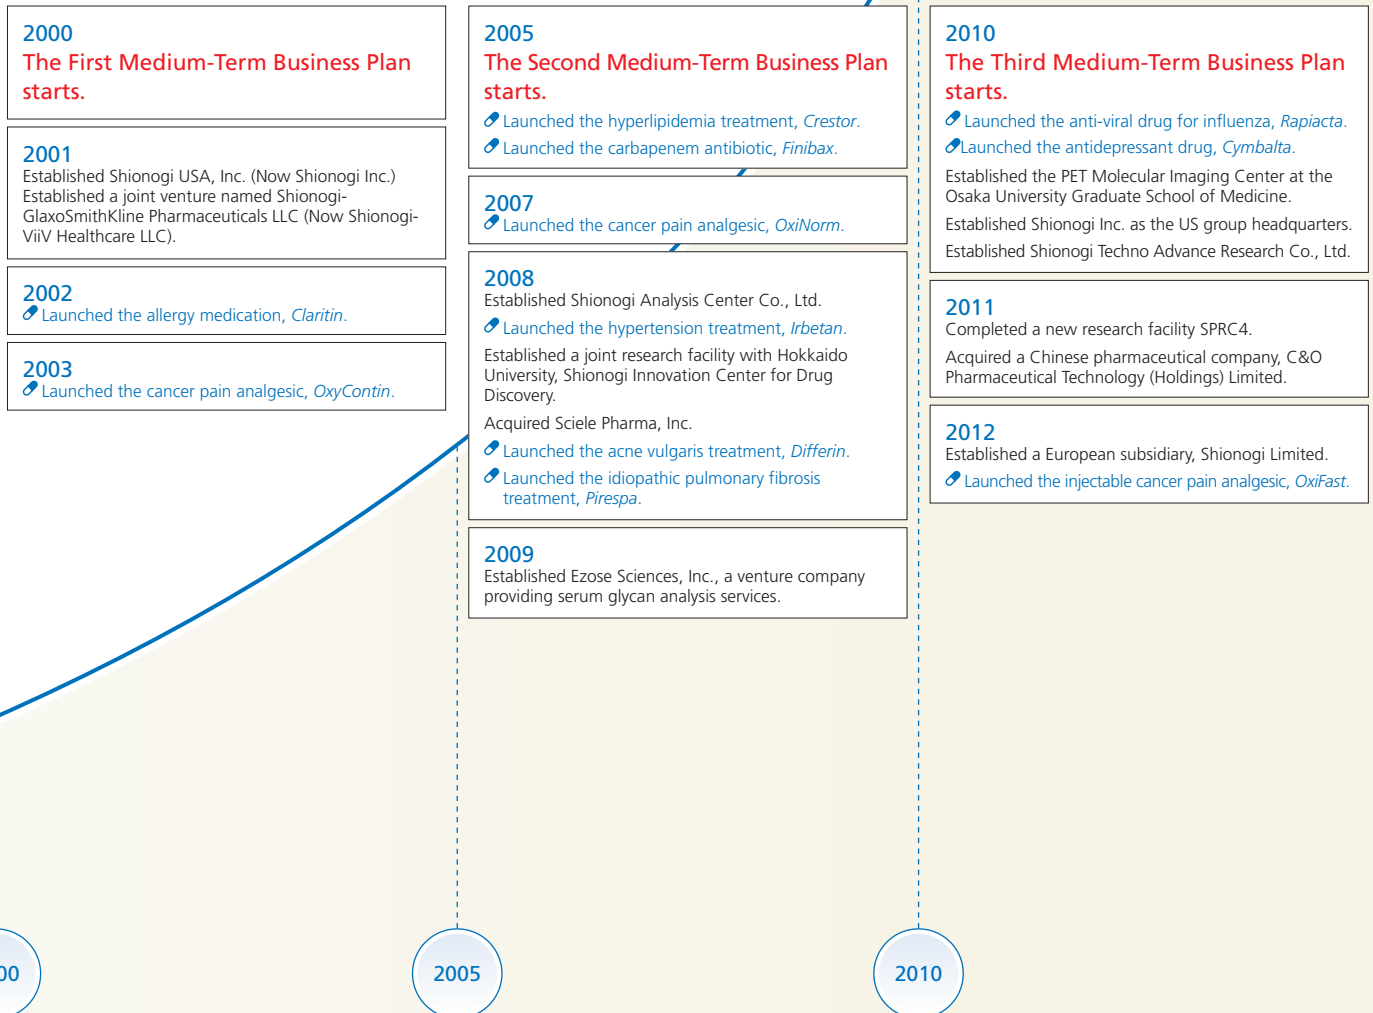 2000
The First Medium-Term Business Plan
starts.
2001
Established Shionogi USA, Inc. (Now Shionogi Inc.)
Established a joint venture named Shionogi-
GlaxoSmithKline Pharmaceuticals LLC (Now Shionogi-
ViiV Healthcare LLC).
2002
Launched the allergy medication, Claritin.
2003
Launched the cancer pain analgesic, OxyContin.
2005
The Second Medium-Term Business Plan
starts.
Launched the hyperlipidemia treatment, Crestor.
Launched the carbapenem antibiotic, Finibax.
2007
Launched the cancer pain analgesic, OxiNorm.
2008
Established Shionogi Analysis Center Co., Ltd.
Launched the hypertension treatment, Irbetan.
Established a joint research facility with Hokkaido
University, Shionogi Innovation Center for Drug
Discovery.
Acquired Sciele Pharma, Inc.
Launched the acne vulgaris treatment, Differin.
Launched the idiopathic pulmonary fibrosis
treatment, Pirespa.
2009
Established Ezose Sciences, Inc., a venture company
providing serum glycan analysis services.
2010
The Third Medium-Term Business Plan
starts.
Launched the anti-viral drug for influenza, Rapiacta.
Launched the antidepressant drug, Cymbalta.
Established the PET Molecular Imaging Center at the
Osaka University Graduate School of Medicine.
Established Shionogi Inc. as the US group headquarters.
Established Shionogi Techno Advance Research Co., Ltd.
2011
Completed a new research facility SPRC4.
Acquired a Chinese pharmaceutical company, C&O
Pharmaceutical Technology (Holdings) Limited.
2012
Established a European subsidiary, Shionogi Limited.
Launched the injectable cancer pain analgesic, OxiFast.
00
2005
2010